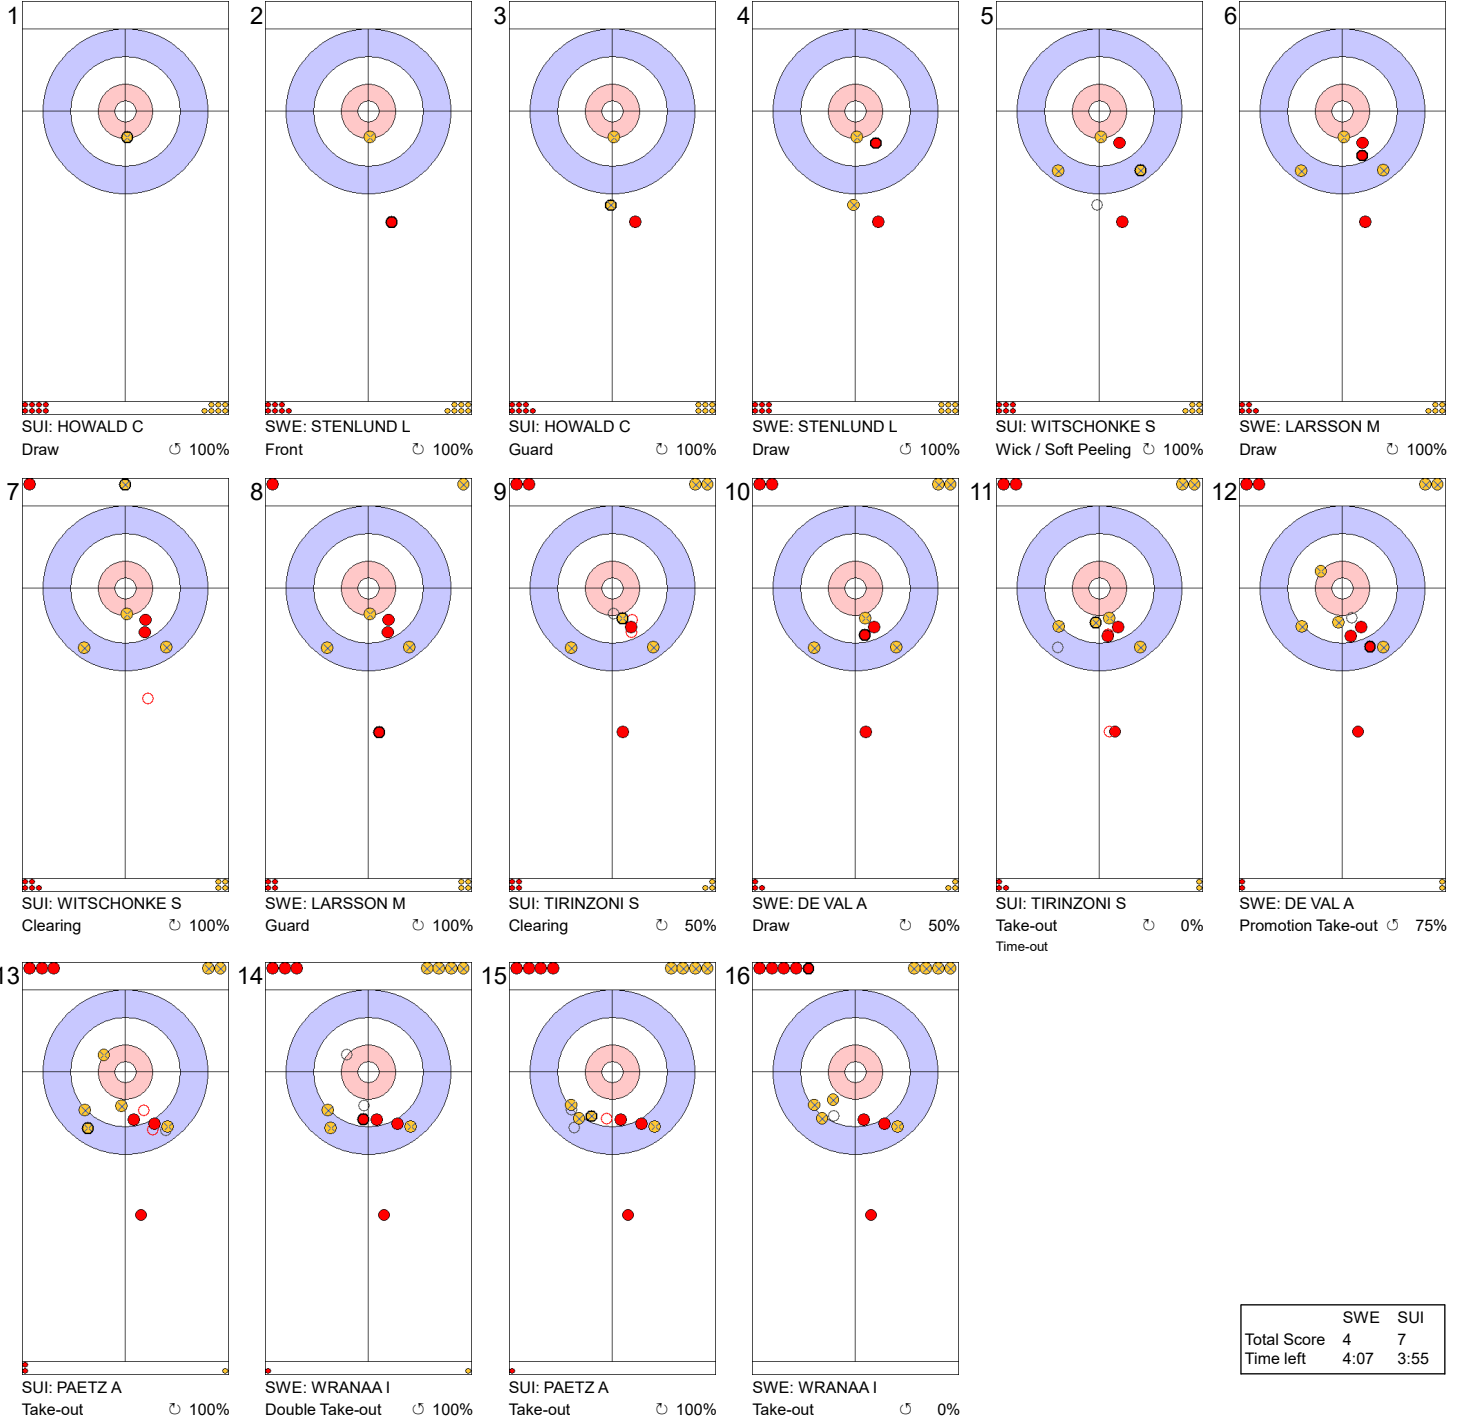 1
2
3
4
5
6
SUI: HOWALD C
Draw ↺ 100%
SWE: STENLUND L
Front ↻ 100%
SUI: HOWALD C
Guard ↻ 100%
SWE: STENLUND L
Draw ↺ 100%
SUI: WITSCHONKE S
Wick / Soft Peeling ↻ 100%
SWE: LARSSON M
Draw ↻ 100%
7
8
9
10
11
12
SUI: WITSCHONKE S
Clearing ↻ 100%
SWE: LARSSON M
Guard ↻ 100%
SUI: TIRINZONI S
Clearing ↻ 50%
SWE: DE VAL A
Draw ↻ 50%
SUI: TIRINZONI S
Take-out ↻ 0%
Time-out
SWE: DE VAL A
Promotion Take-out ↺ 75%
13
14
15
16
SUI: PAETZ A
Take-out ↻ 100%
SWE: WRANAA I
Double Take-out ↺ 100%
SUI: PAETZ A
Take-out ↻ 100%
SWE: WRANAA I
Take-out ↺ 0%
SWE SUI
Total Score 4 7
Time left 4:07 3:55